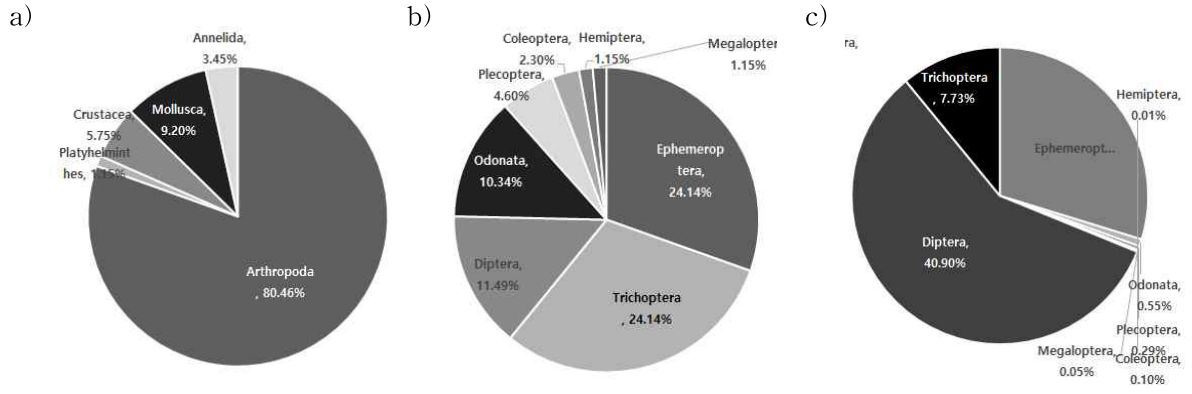 a)
Annelida,
3.45%
Mollusca,
9.20%
Crustacea,
5.75%
Platyhelmint
hes, 1.15%
Arthropoda
, 80.46%
b)
Coleoptera,
2.30%
Hemiptera,
1.15%
Megalopter
1.15%
Plecoptera,
4.60%
Odonata,
10.34%
Diptera,
11.49%
Ephemerop
tera,
24.14%
Trichoptera
, 24.14%
c)
ra,
Trichoptera
, 7.73%
Hemiptera,
0.01%
Ephemeropt...
Diptera,
40.90%
Odonata,
0.55%
Plecoptera,
0.29%
Megaloptera,
0.05%
Coleoptera,
0.10%